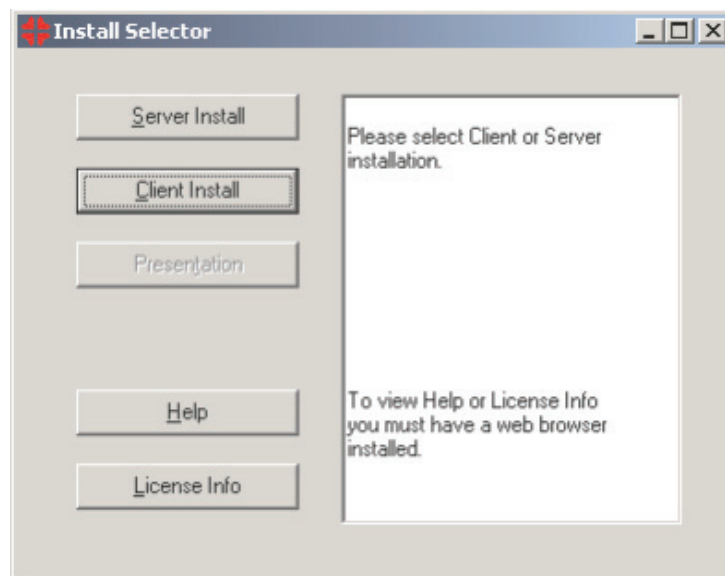 Install Selector
Server Install
Client Install
Presentation
Help
License Info
Please select Client or Server
installation.
To view Help or License Info
you must have a web browser
installed.